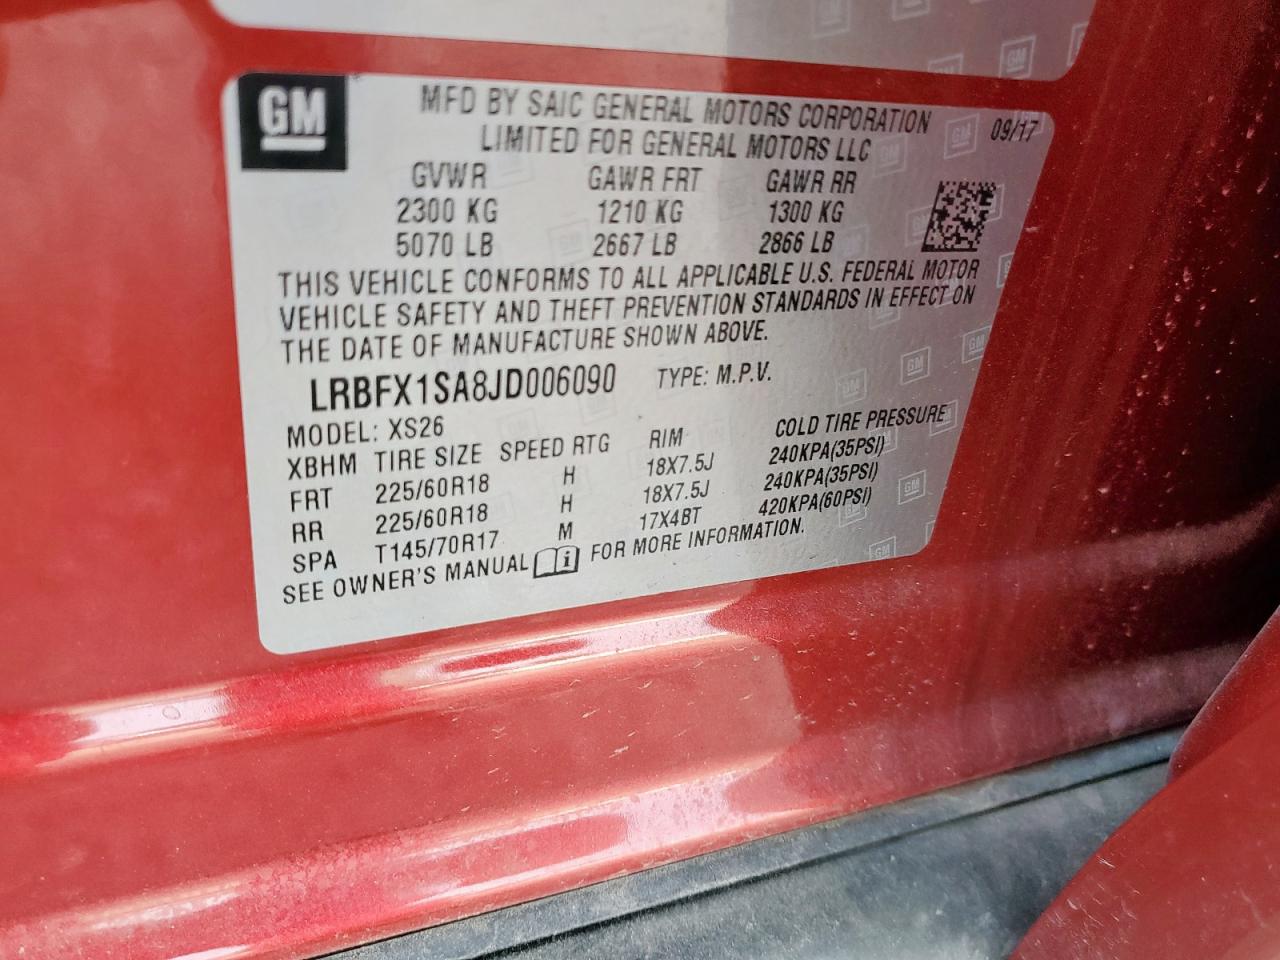 GM
MFD BY SAIC GENERAL MOTORS CORPORATION
LIMITED FOR GENERAL MOTORS LLC
09/17
GVWR GAWR FRT GAWR RR
2300 KG 1210 KG 1300 KG
5070 LB 2667 LB 2866 LB
THIS VEHICLE CONFORMS TO ALL APPLICABLE U.S. FEDERAL MOTOR
VEHICLE SAFETY AND THEFT PREVENTION STANDARDS IN EFFECT ON
THE DATE OF MANUFACTURE SHOWN ABOVE.
LRBFX1SA8JD006090 TYPE: M.P.V.
MODEL: XS26
XBHM TIRE SIZE SPEED RTG RIM COLD TIRE PRESSURE
FRT 225/60R18 H 18X7.5J 240KPA(35PSI)
RR 225/60R18 H 18X7.5J 240KPA(35PSI)
SPA T145/70R17 M 17X4BT 420KPA(60PSI)
SEE OWNER'S MANUAL i FOR MORE INFORMATION.